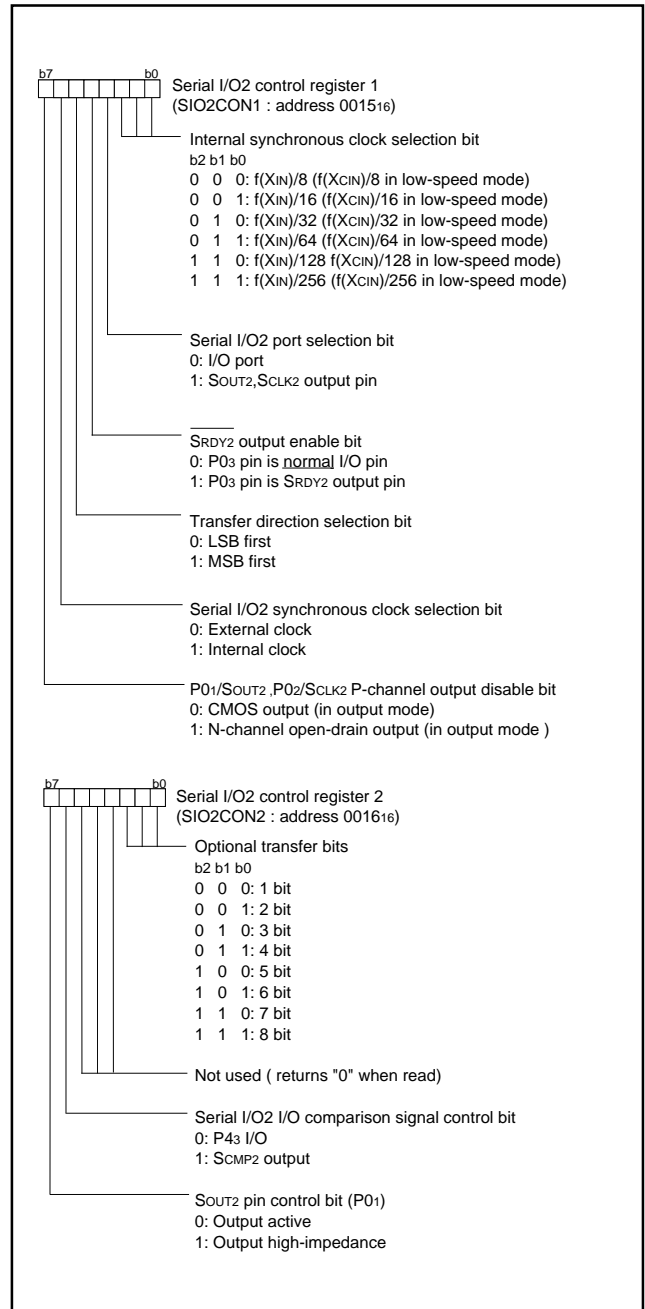 b7 b0
Serial I/O2 control register 1
(SIO2CON1 : address 001516)
Internal synchronous clock selection bit
b2 b1 b0
0 0 0: f(XIN)/8 (f(XCIN)/8 in low-speed mode)
0 0 1: f(XIN)/16 (f(XCIN)/16 in low-speed mode)
0 1 0: f(XIN)/32 (f(XCIN)/32 in low-speed mode)
0 1 1: f(XIN)/64 (f(XCIN)/64 in low-speed mode)
1 1 0: f(XIN)/128 f(XCIN)/128 in low-speed mode)
1 1 1: f(XIN)/256 (f(XCIN)/256 in low-speed mode)
Serial I/O2 port selection bit
0: I/O port
1: SOUT2,SCLK2 output pin
SRDY2 output enable bit
0: P03 pin is normal I/O pin
1: P03 pin is SRDY2 output pin
Transfer direction selection bit
0: LSB first
1: MSB first
Serial I/O2 synchronous clock selection bit
0: External clock
1: Internal clock
P01/SOUT2 ,P02/SCLK2 P-channel output disable bit
0: CMOS output (in output mode)
1: N-channel open-drain output (in output mode )
b7 b0
Serial I/O2 control register 2
(SIO2CON2 : address 001616)
Optional transfer bits
b2 b1 b0
0 0 0: 1 bit
0 0 1: 2 bit
0 1 0: 3 bit
0 1 1: 4 bit
1 0 0: 5 bit
1 0 1: 6 bit
1 1 0: 7 bit
1 1 1: 8 bit
Not used ( returns "0" when read)
Serial I/O2 I/O comparison signal control bit
0: P43 I/O
1: SCMP2 output
SOUT2 pin control bit (P01)
0: Output active
1: Output high-impedance